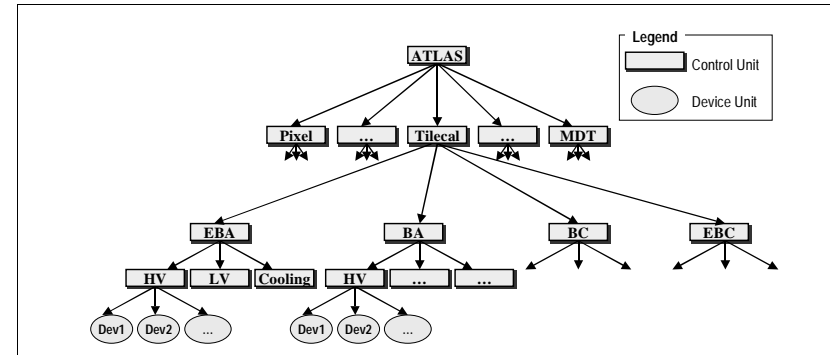 Legend
ATLAS
Control Unit
Device Unit
Pixel
...
Tilecal
...
MDT
EBA
BA
BC
EBC
HV
LV
Cooling
HV
...
...
Dev1
Dev2
...
Dev1
Dev2
...